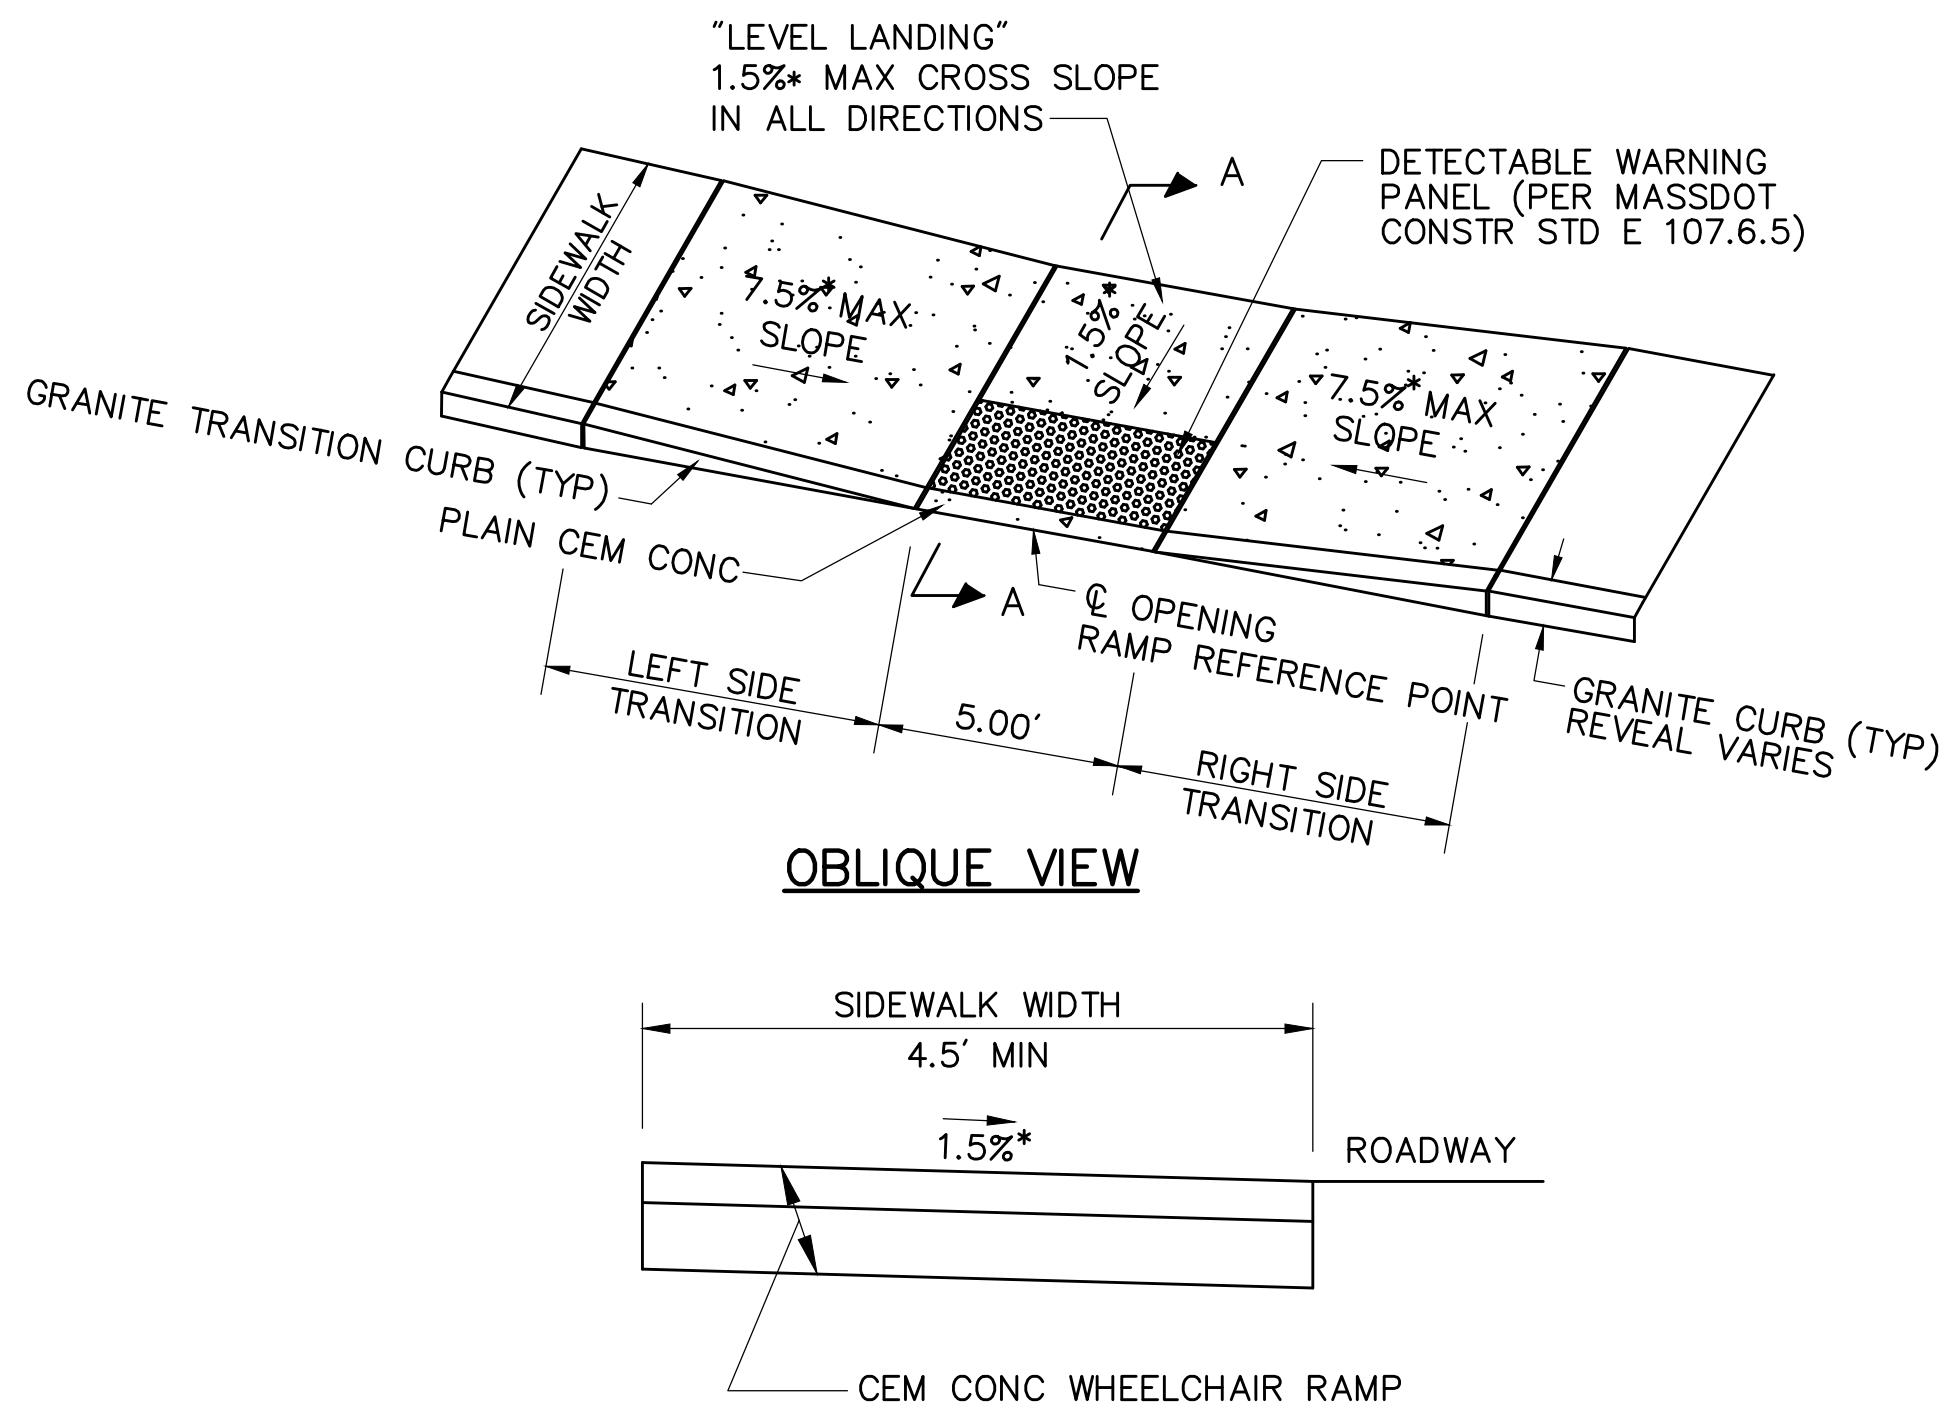 "LEVEL LANDING"
1.5%* MAX CROSS SLOPE
IN ALL DIRECTIONS
A
DETECTABLE WARNING
PANEL (PER MASSDOT
CONSTR STD E 107.6.5)
SIDEWALK
WIDTH
7.5%* MAX
SLOPE
1.5%*
SLOPE
7.5%* MAX
SLOPE
GRANITE TRANSITION CURB (TYP)
PLAIN CEM CONC
A
℄ OPENING
RAMP REFERENCE POINT
GRANITE CURB (TYP)
REVEAL VARIES
LEFT SIDE
TRANSITION
5.00'
RIGHT SIDE
TRANSITION
OBLIQUE VIEW
SIDEWALK WIDTH
4.5' MIN
1.5%*
ROADWAY
CEM CONC WHEELCHAIR RAMP